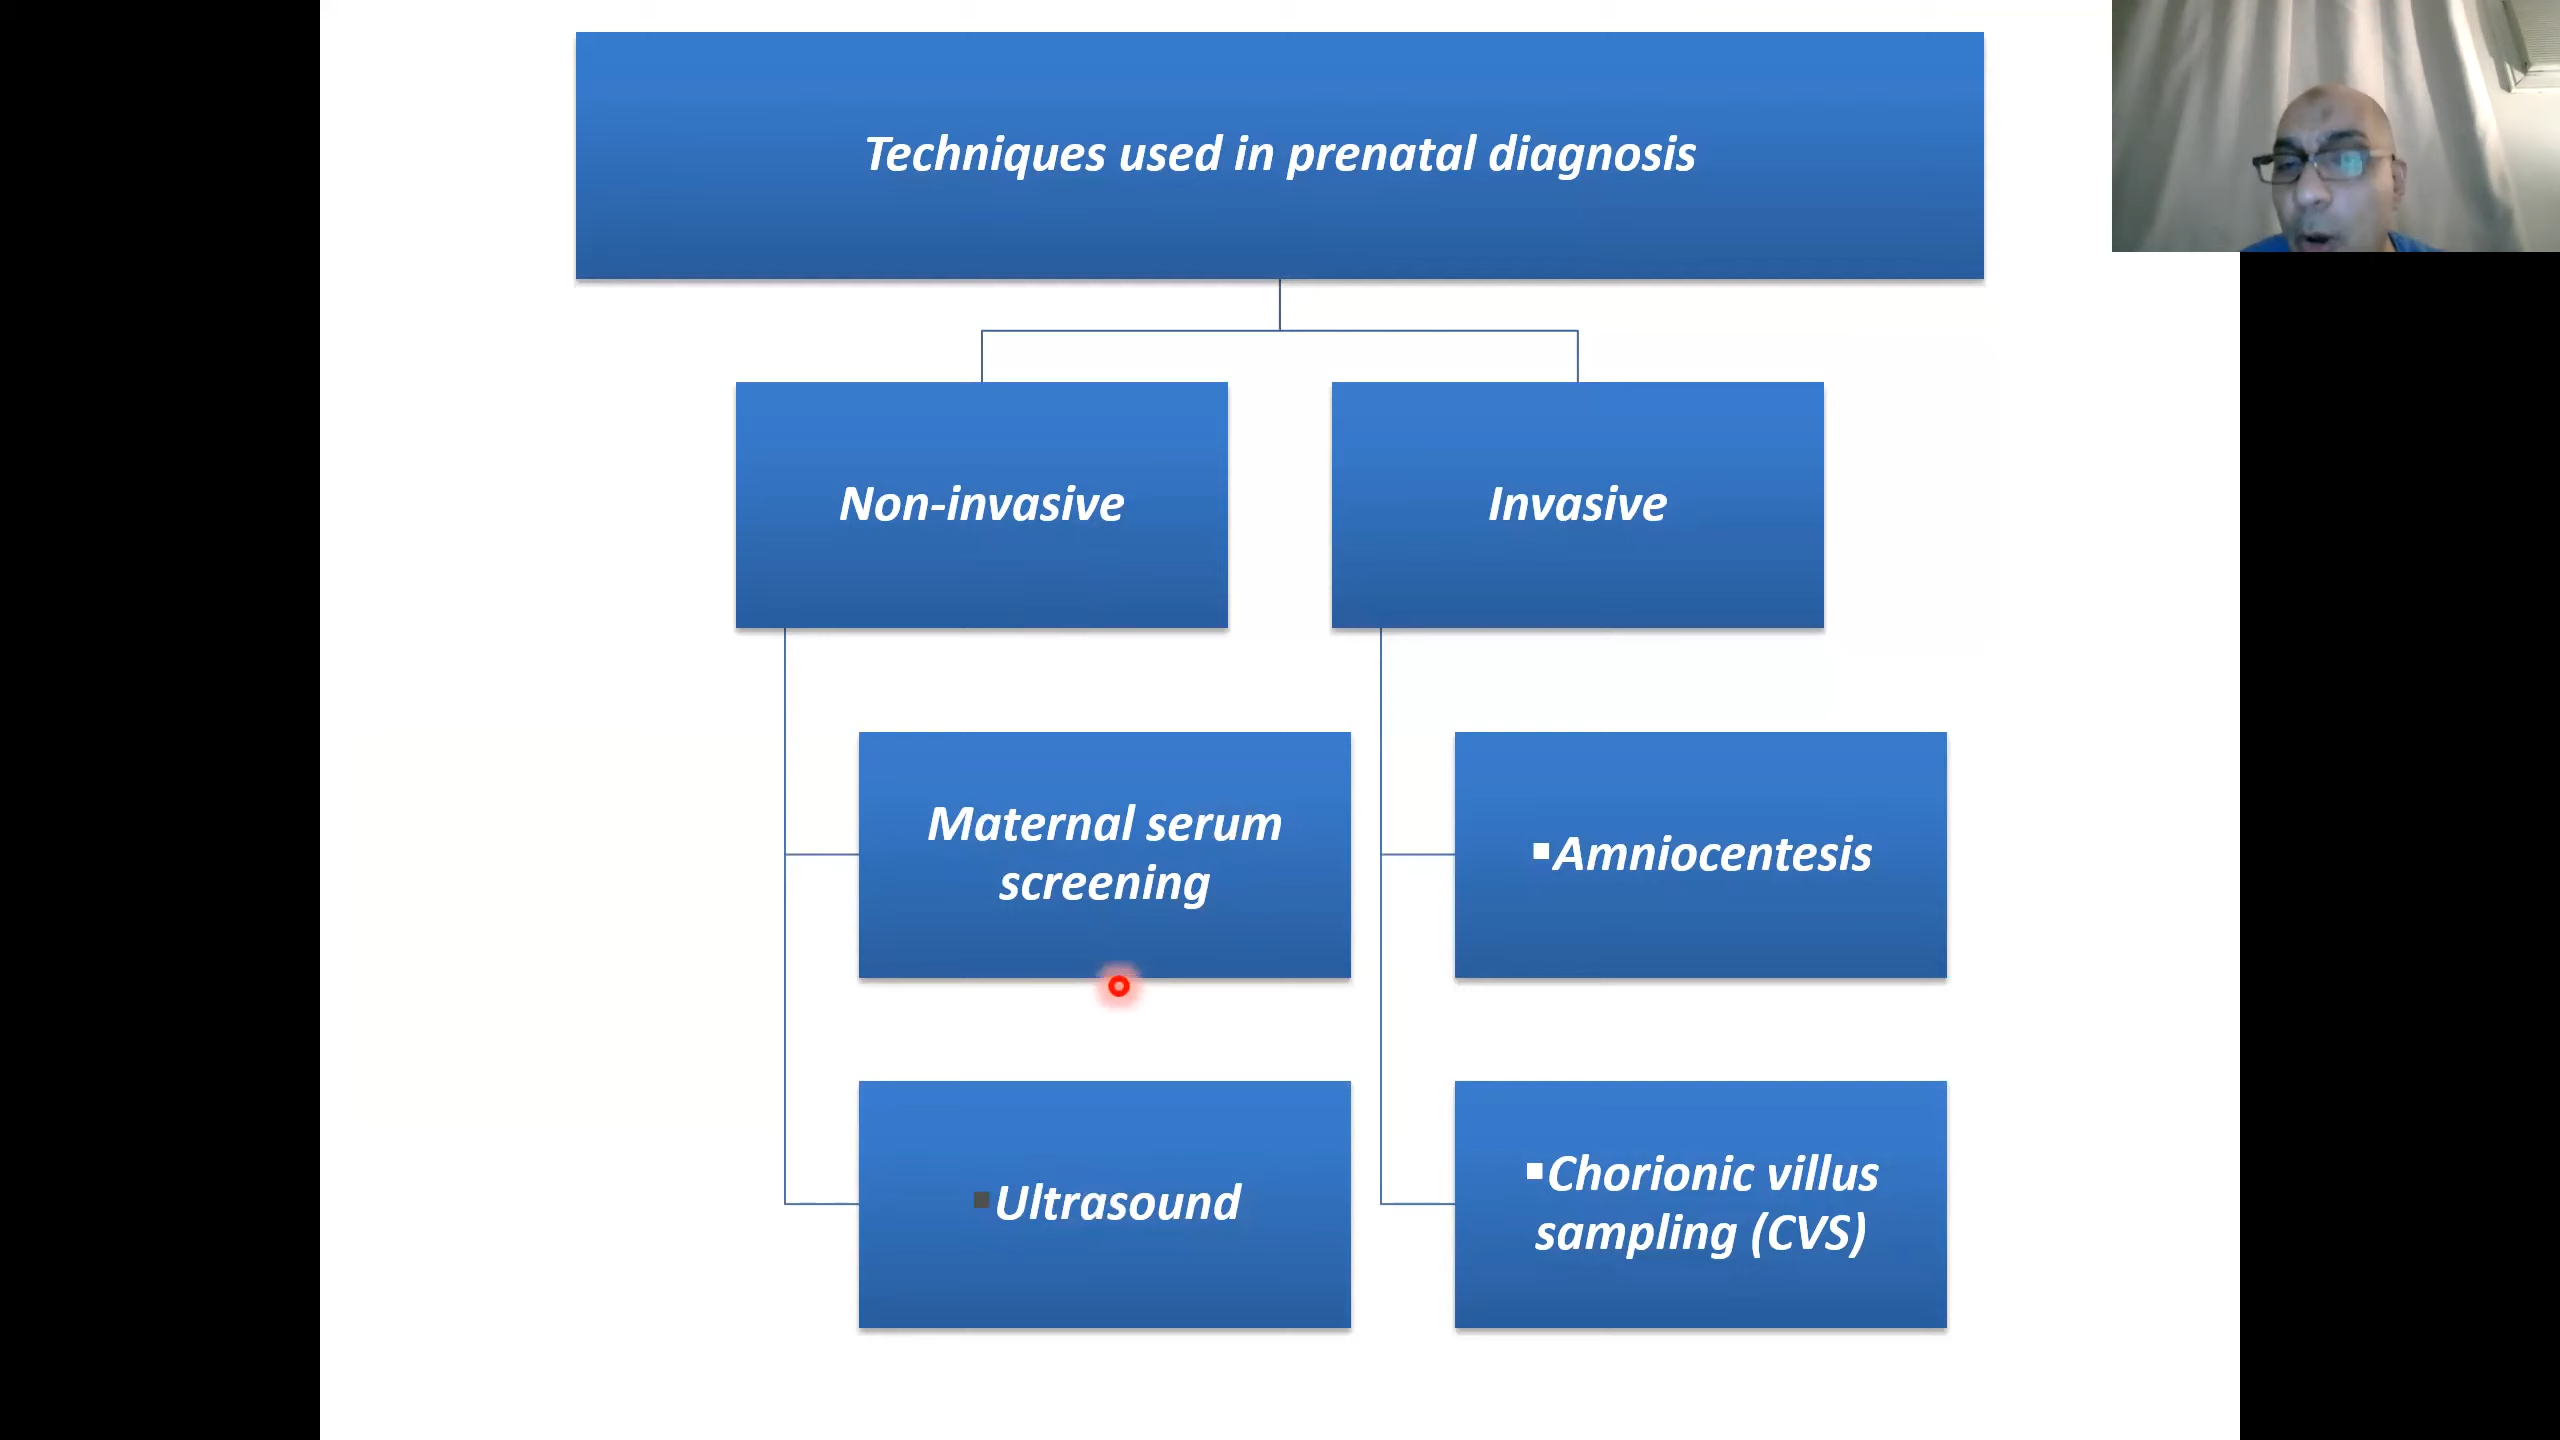 Techniques used in prenatal diagnosis
Non-invasive
Invasive
Maternal serum
screening
▪Amniocentesis
▪Ultrasound
▪Chorionic villus
sampling (CVS)